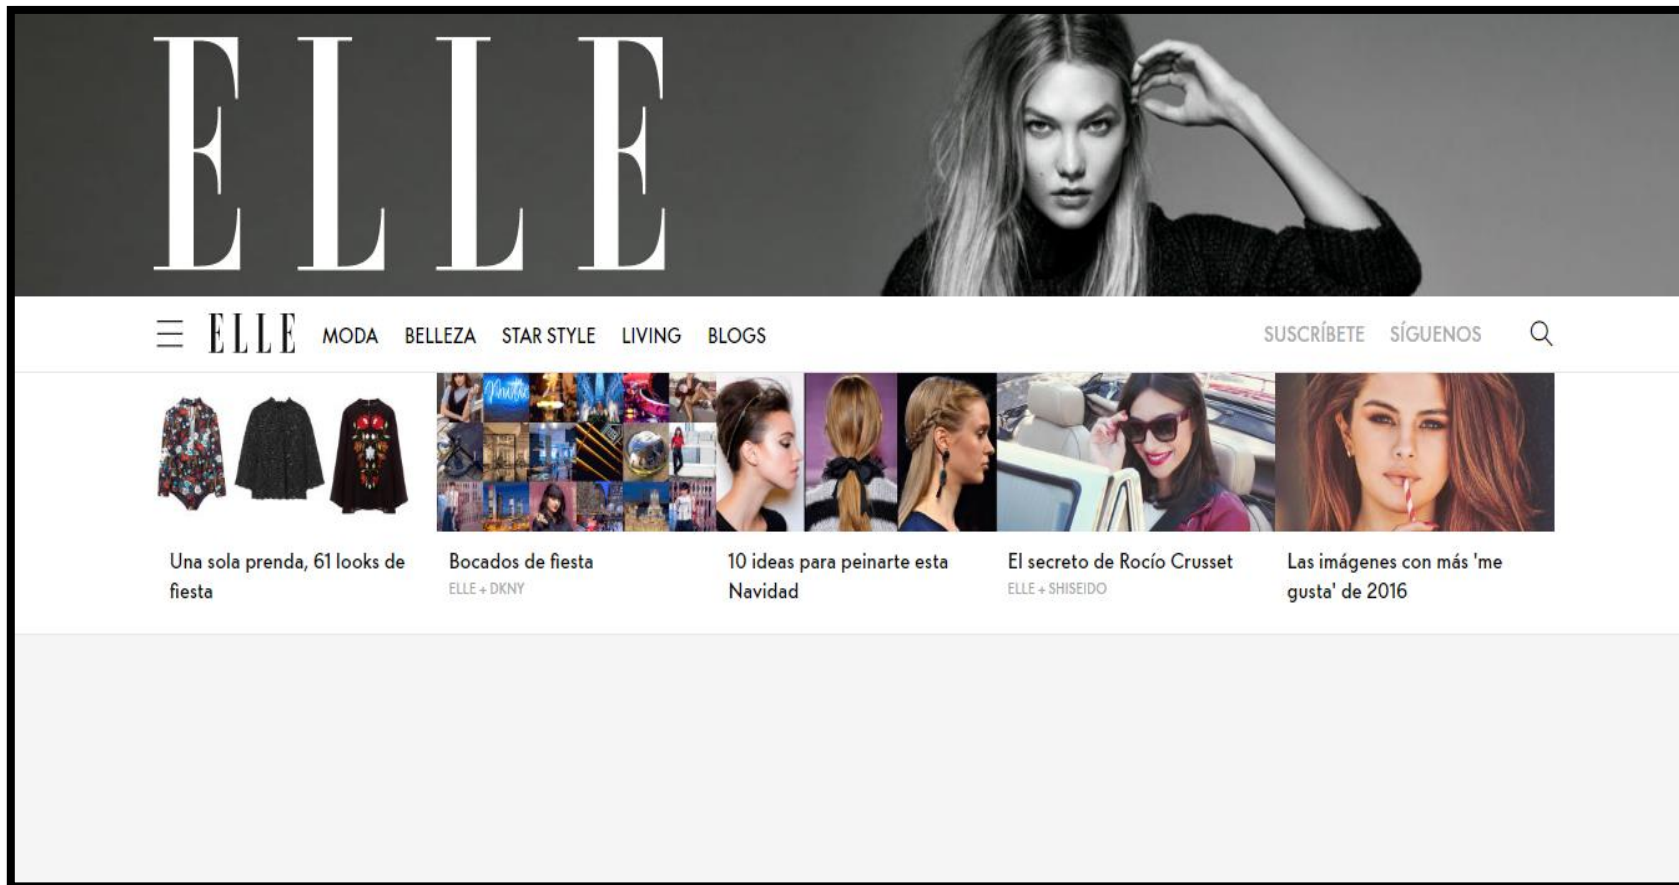 ELLE
ELLE MODA BELLEZA STAR STYLE LIVING BLOGS SUSCRÍBETE SÍGUENOS
Una sola prenda, 61 looks de
fiesta
Bocados de fiesta
ELLE + DKNY
10 ideas para peinarte esta
Navidad
El secreto de Rocío Crusset
ELLE + SHISEIDO
Las imágenes con más 'me
gusta' de 2016